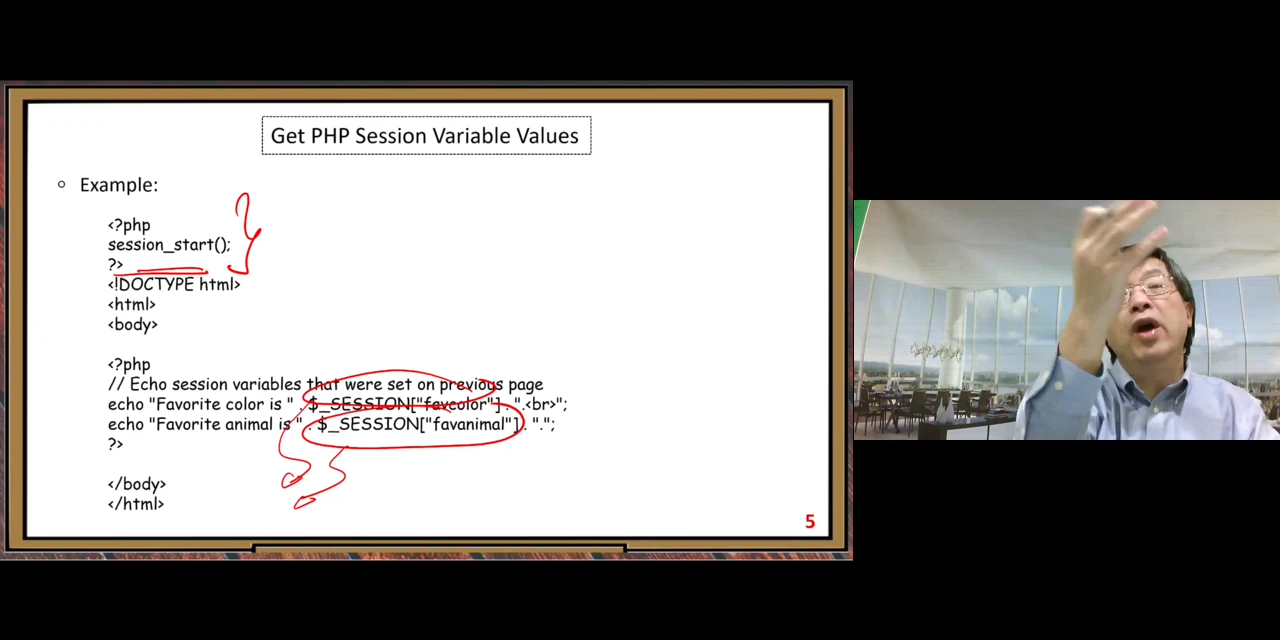 Get PHP Session Variable Values
Example:
<?php
session_start();
?>
<!DOCTYPE html>
<html>
<body>
<?php
// Echo session variables that were set on previous page
echo "Favorite color is " . $_SESSION["favcolor"] . ".<br>";
echo "Favorite animal is " . $_SESSION["favanimal"] . ".";
?>
</body>
</html>
5